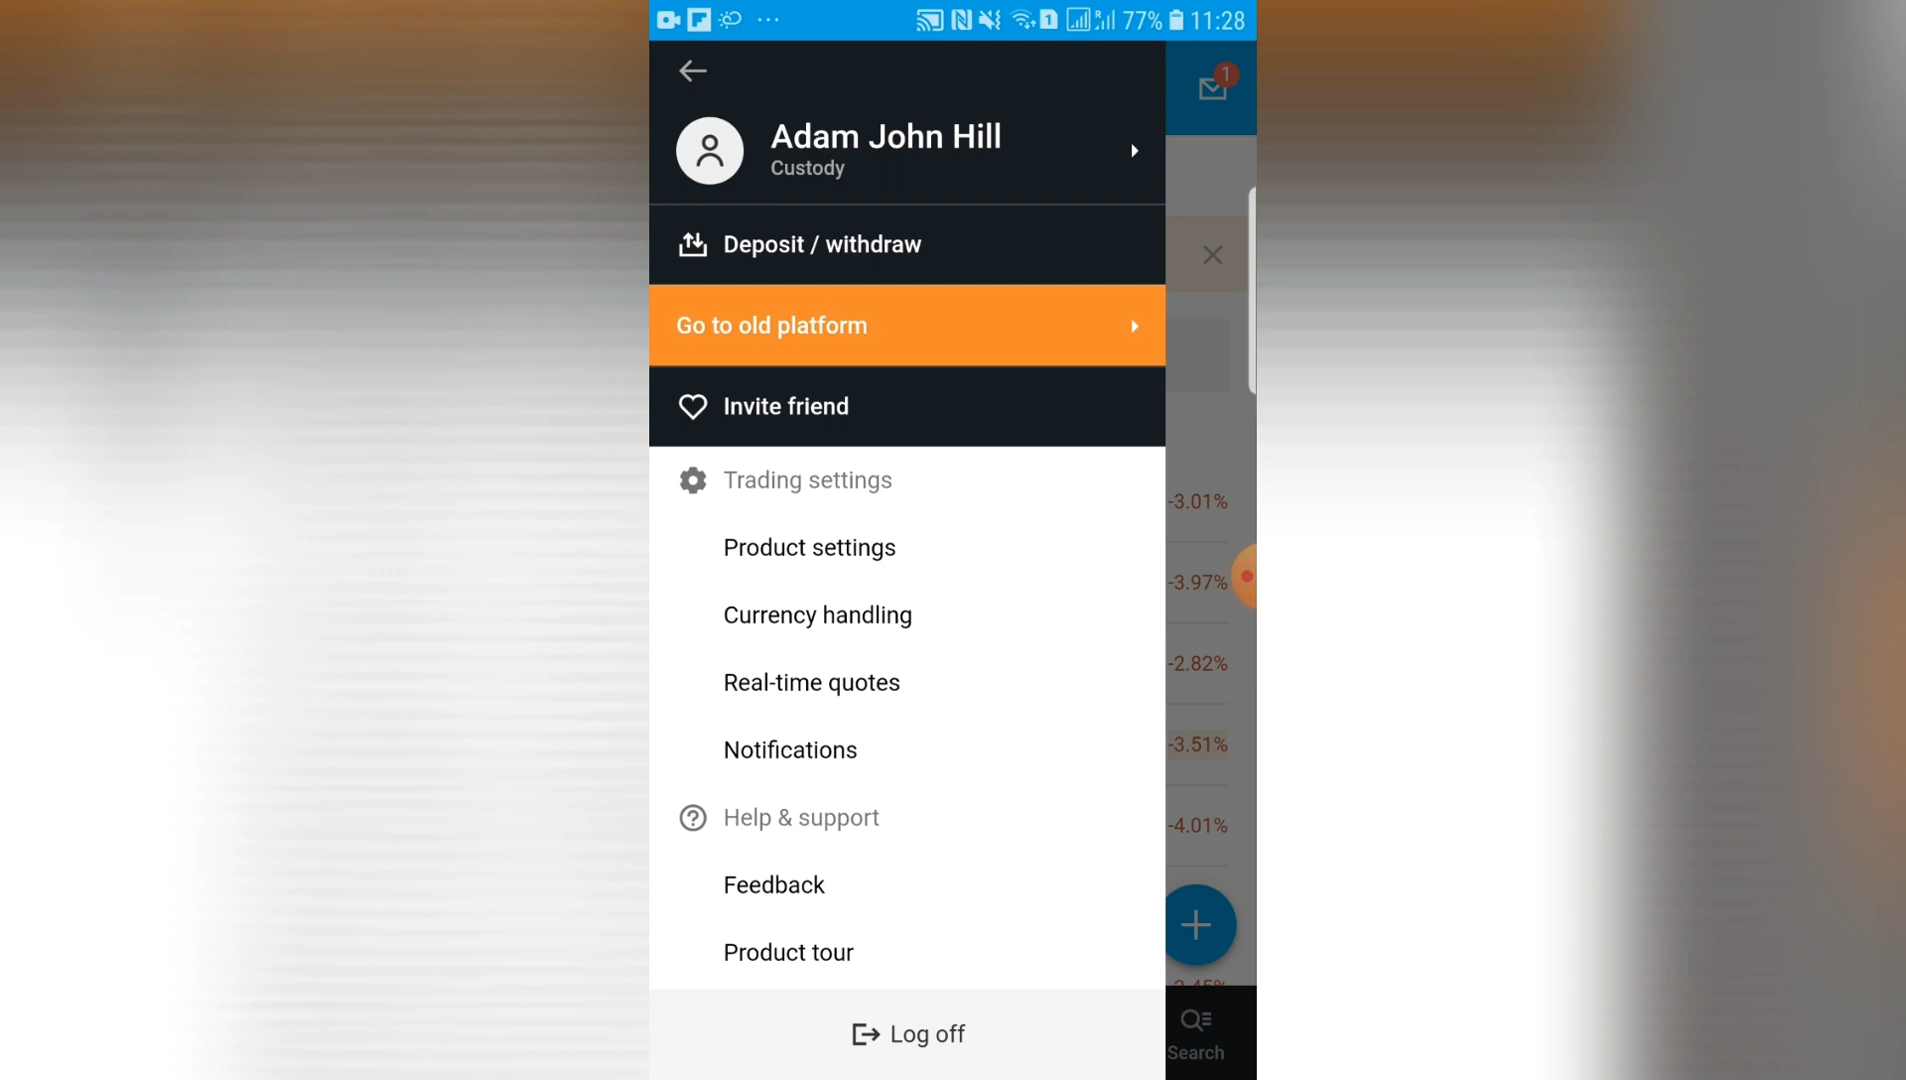 77% 11:28
1
Adam John Hill
Custody
Deposit / withdraw
Go to old platform
Invite friend
Trading settings
Product settings
-3.01%
Currency handling
-3.97%
Real-time quotes
-2.82%
Notifications
-3.51%
Help & support
-4.01%
Feedback
Product tour
Log off
Search